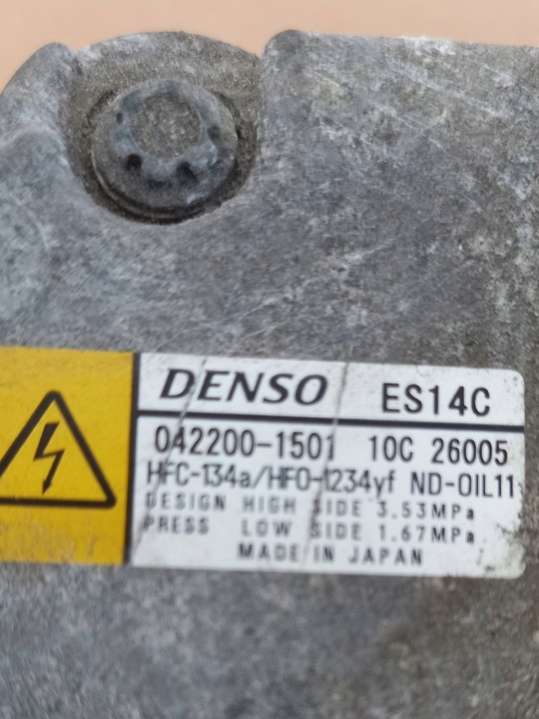 DENSO ES14C
042200-1501 10C 26005
HFC-134a/HFO-1234yf ND-OIL11
DESIGN HIGH SIDE 3.53MPa
PRESS LOW SIDE 1.67MPa
MADE IN JAPAN